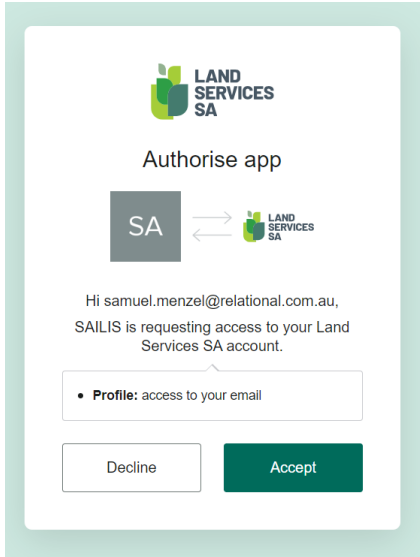 LAND
SERVICES
SA
Authorise app
SA
LAND
SERVICES
SA
Hi samuel.menzel@relational.com.au,
SAILIS is requesting access to your Land
Services SA account.
• Profile: access to your email
Decline
Accept